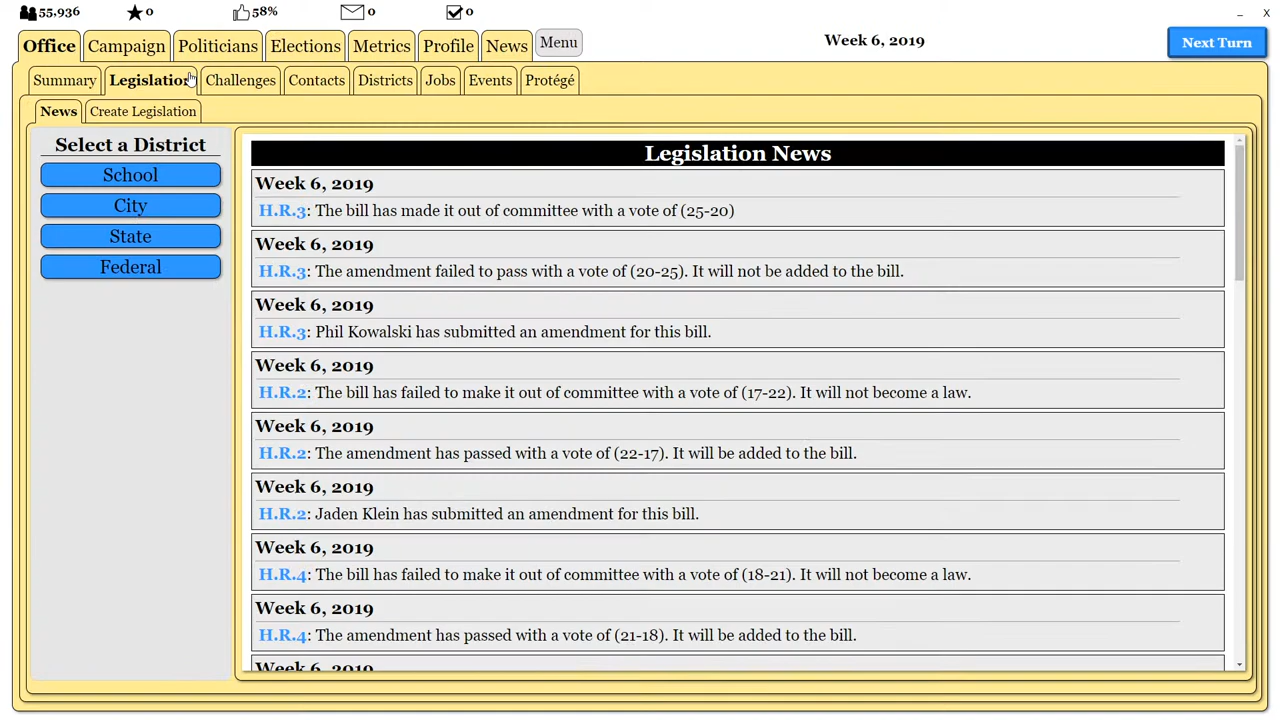 55,936 0 58% 0 0 _ X
Office Campaign Politicians Elections Metrics Profile News Menu Week 6, 2019 Next Turn
Summary Legislation Challenges Contacts Districts Jobs Events Protégé
News Create Legislation
Select a District
School
City
State
Federal
Legislation News
Week 6, 2019
H.R.3: The bill has made it out of committee with a vote of (25-20)
Week 6, 2019
H.R.3: The amendment failed to pass with a vote of (20-25). It will not be added to the bill.
Week 6, 2019
H.R.3: Phil Kowalski has submitted an amendment for this bill.
Week 6, 2019
H.R.2: The bill has failed to make it out of committee with a vote of (17-22). It will not become a law.
Week 6, 2019
H.R.2: The amendment has passed with a vote of (22-17). It will be added to the bill.
Week 6, 2019
H.R.2: Jaden Klein has submitted an amendment for this bill.
Week 6, 2019
H.R.4: The bill has failed to make it out of committee with a vote of (18-21). It will not become a law.
Week 6, 2019
H.R.4: The amendment has passed with a vote of (21-18). It will be added to the bill.
Week 6, 2019